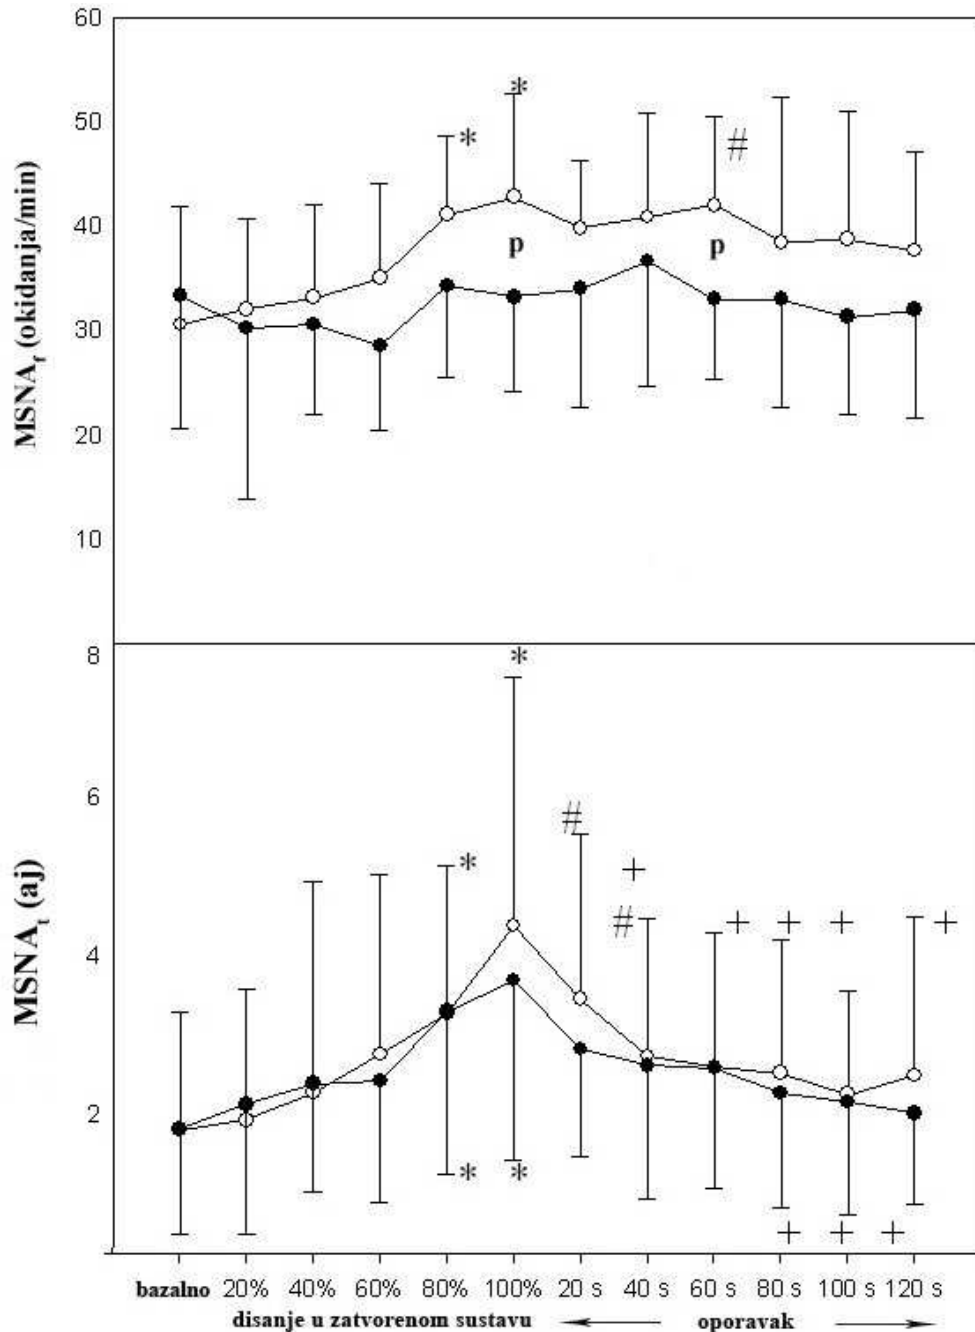 60
*
50
*
#
40
p p
30
20
10
MSNAf (okidanja/min)
8
*
6
#
*
+
# + + + +
4
2
* *
+ + +
MSNAt (aj)
bazalno 20% 40% 60% 80% 100% 20 s 40 s 60 s 80 s 100 s 120 s
disanje u zatvorenom sustavu ← oporavak →